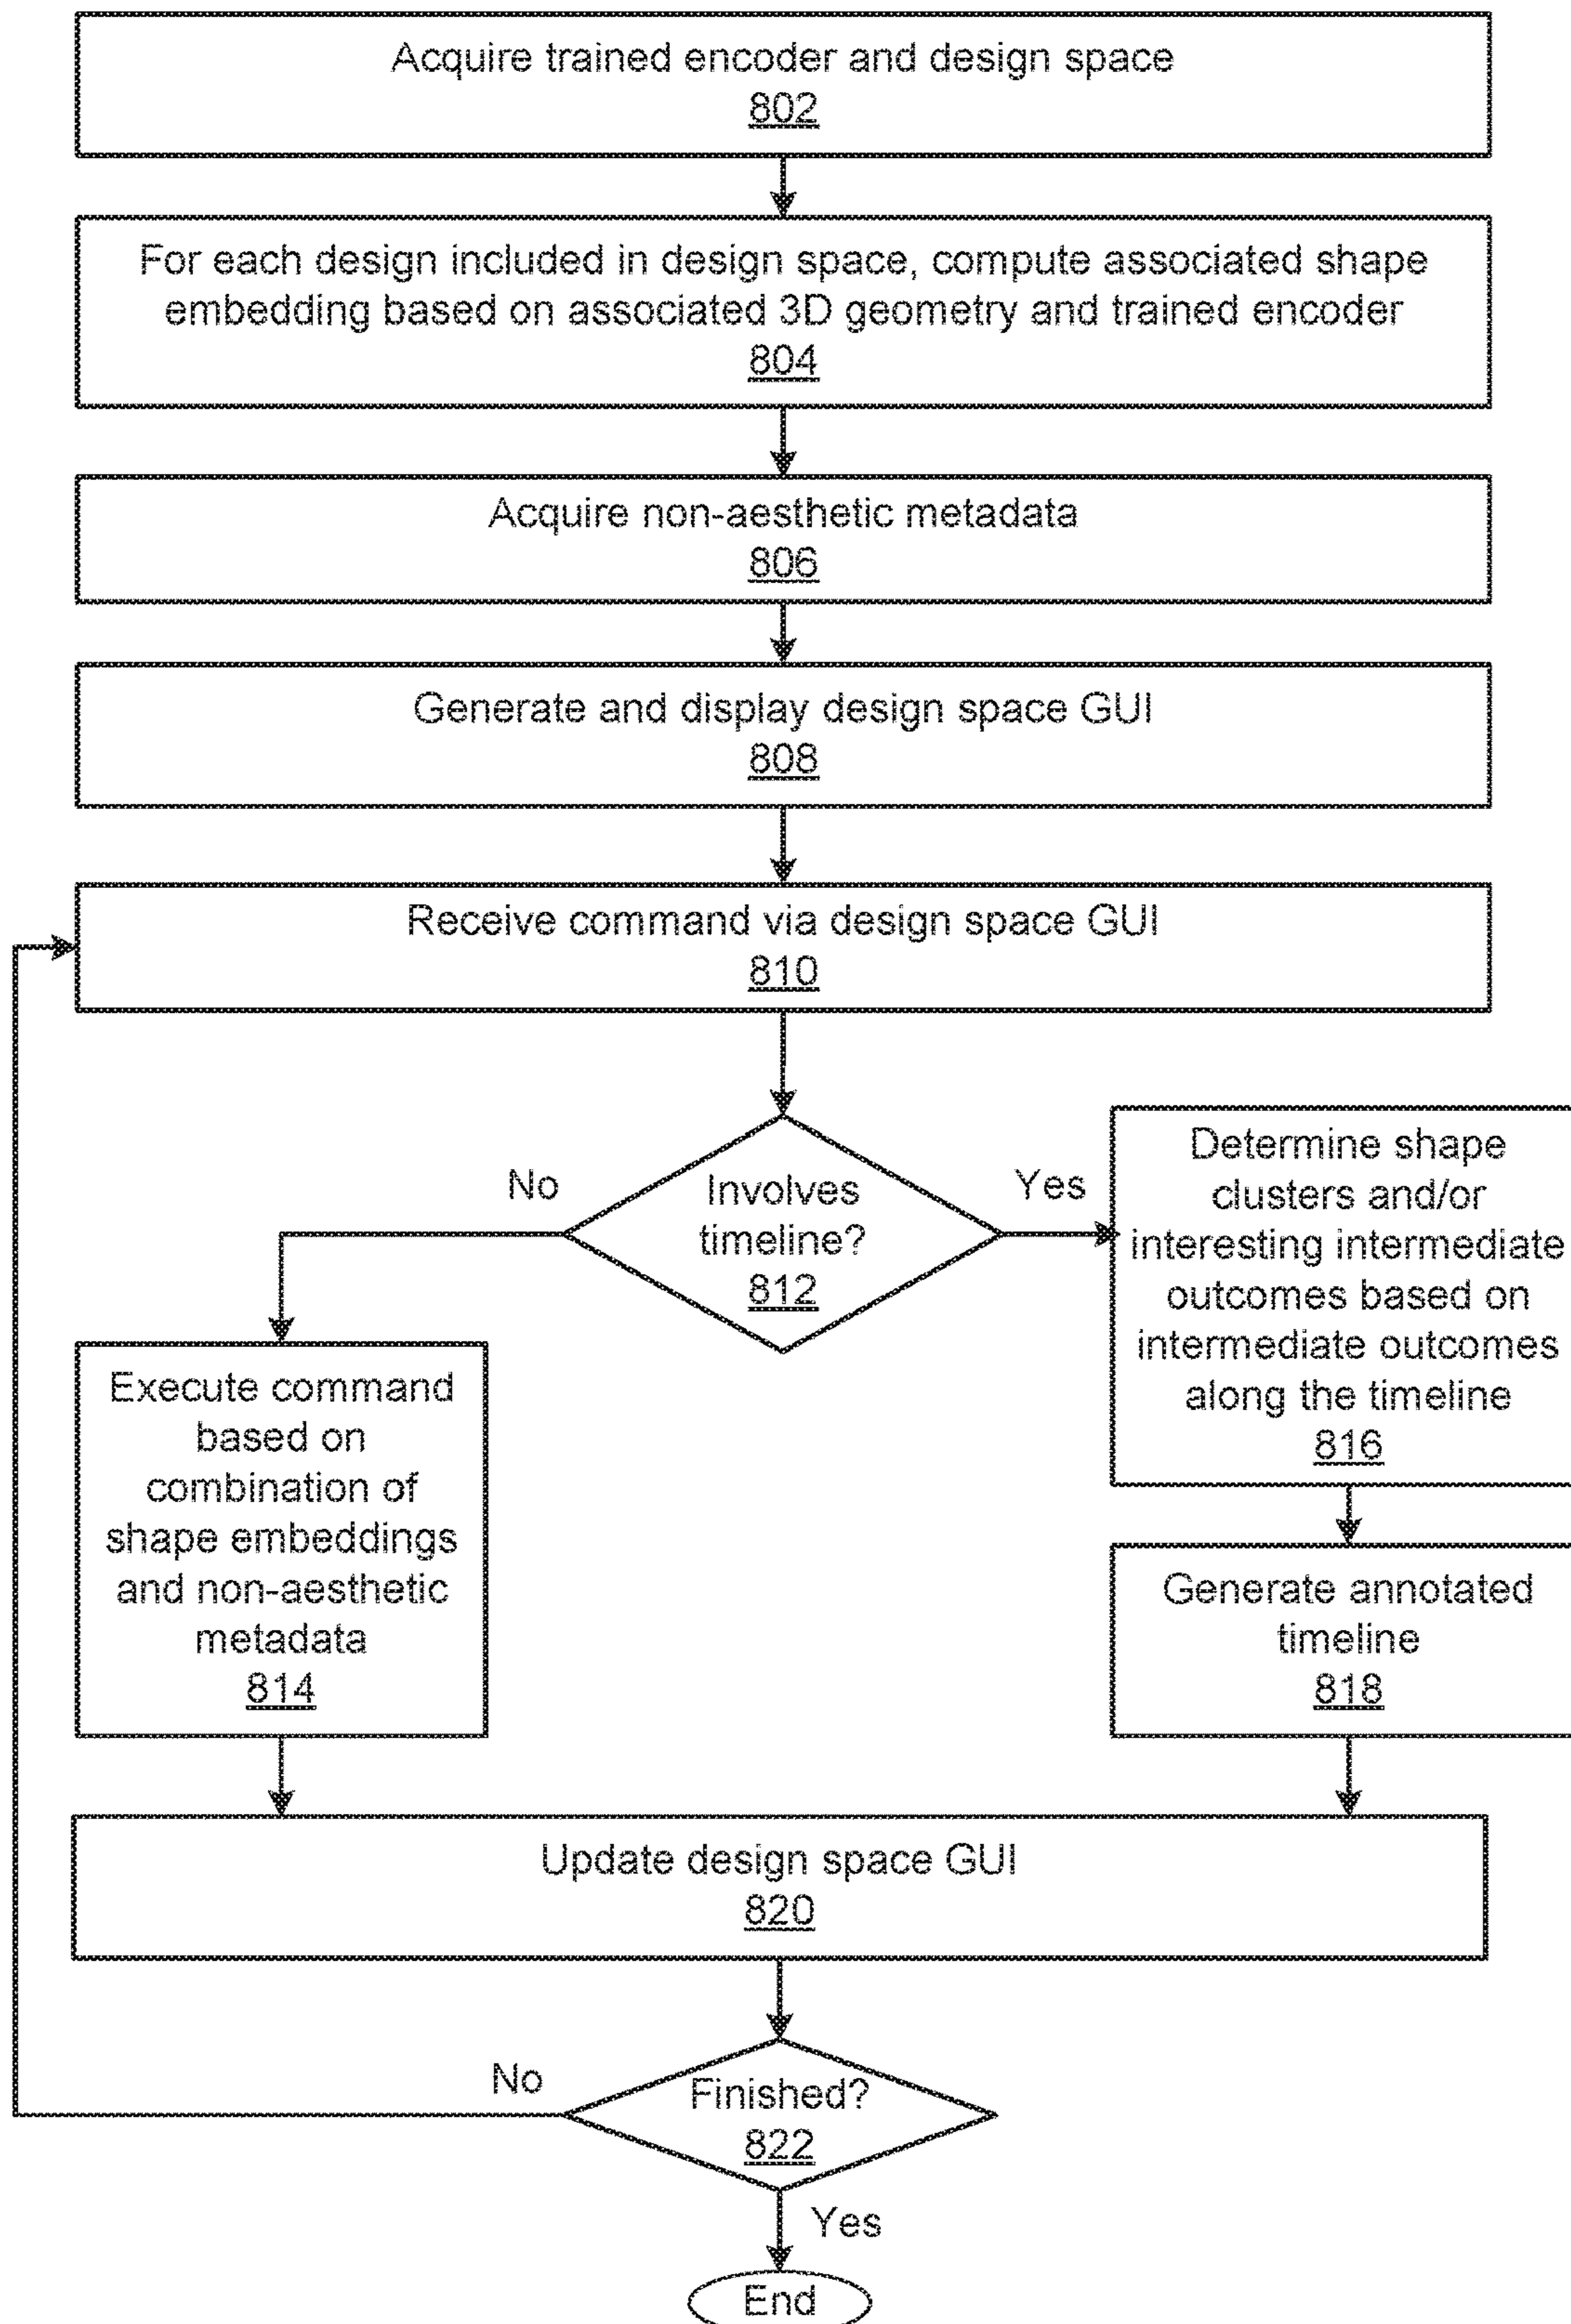 Acquire trained encoder and design space
802
For each design included in design space, compute associated shape
embedding based on associated 3D geometry and trained encoder
804
Acquire non-aesthetic metadata
806
Generate and display design space GUI
808
Receive command via design space GUI
810
Involves
timeline?
812
No
Yes
Execute command
based on
combination of
shape embeddings
and non-aesthetic
metadata
814
Determine shape
clusters and/or
interesting intermediate
outcomes based on
intermediate outcomes
along the timeline
816
Generate annotated
timeline
818
Update design space GUI
820
Finished?
822
No
Yes
End